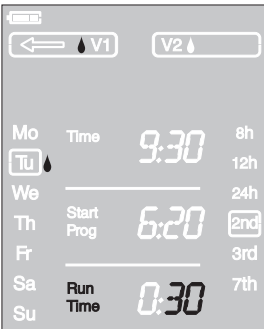 V1 V2
Mo Time 9:30 8h
Tu 12h
We 24h
Th Start Prog 6:20 2nd
Fr 3rd
Sa Run Time 0:30 7th
Su